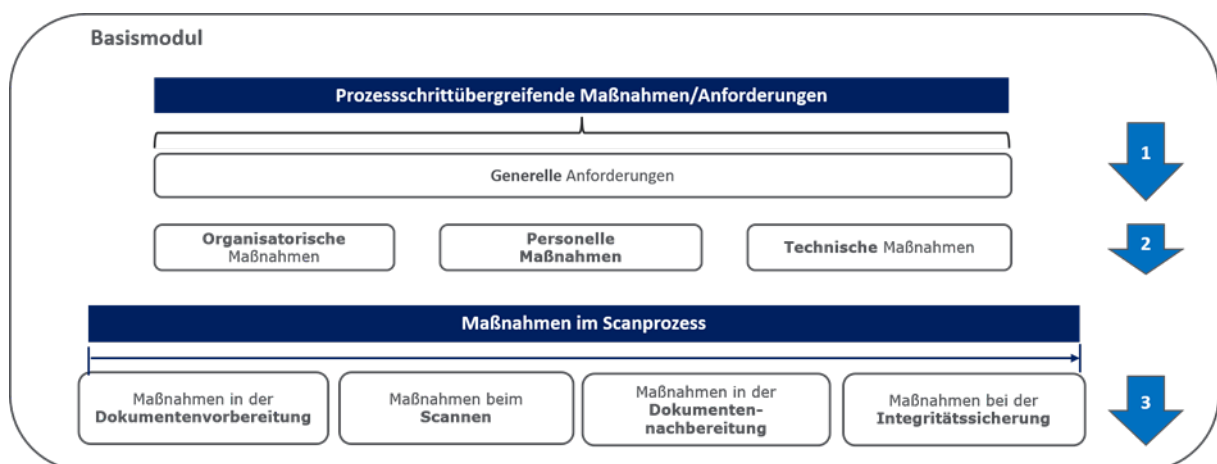 Basismodul
Prozessschrittübergreifende Maßnahmen/Anforderungen
Generelle Anforderungen
1
Organisatorische
Maßnahmen
Personelle
Maßnahmen
Technische Maßnahmen
2
Maßnahmen im Scanprozess
Maßnahmen in der
Dokumentenvorbereitung
Maßnahmen beim
Scannen
Maßnahmen in der
Dokumenten-
nachbereitung
Maßnahmen bei der
Integritätssicherung
3